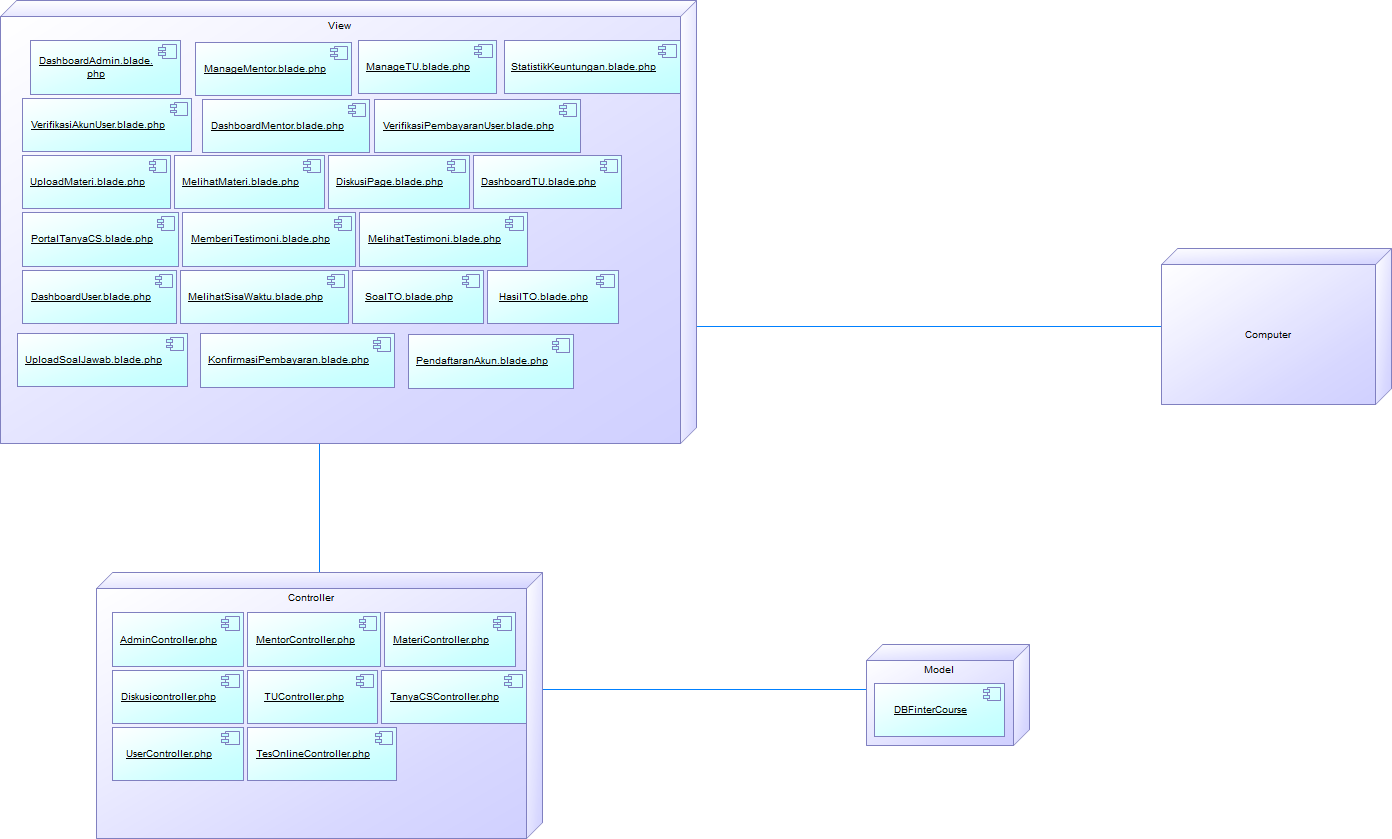 View
DashboardAdmin.blade.
php
ManageMentor.blade.php
ManageTU.blade.php
StatistikKeuntungan.blade.php
VerifikasiAkunUser.blade.php
DashboardMentor.blade.php
VerifikasiPembayaranUser.blade.php
UploadMateri.blade.php
MelihatMateri.blade.php
DiskusiPage.blade.php
DashboardTU.blade.php
PortalTanyaCS.blade.php
MemberiTestimoni.blade.php
MelihatTestimoni.blade.php
DashboardUser.blade.php
MelihatSisaWaktu.blade.php
SoalTO.blade.php
HasilTO.blade.php
UploadSoalJawab.blade.php
KonfirmasiPembayaran.blade.php
PendaftaranAkun.blade.php
Computer
Controller
AdminController.php
MentorController.php
MateriController.php
Diskusicontroller.php
TUController.php
TanyaCSController.php
UserController.php
TesOnlineController.php
Model
DBFinterCourse